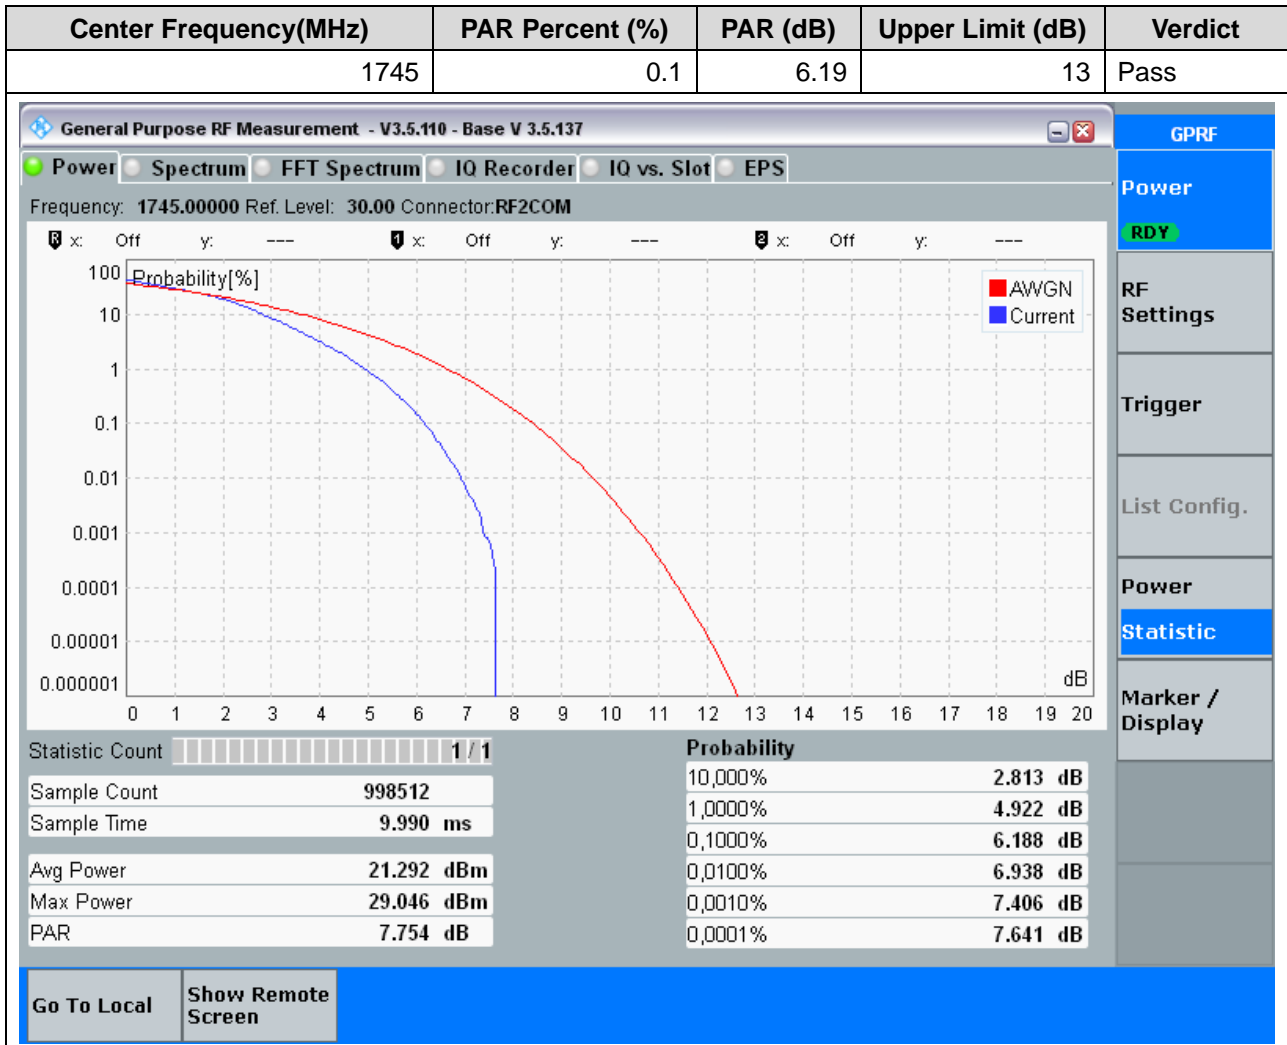 Center Frequency(MHz) PAR Percent (%) PAR (dB) Upper Limit (dB) Verdict
1745 0.1 6.19 13 Pass
General Purpose RF Measurement - V3.5.110 - Base V 3.5.137
GPRF
Power Spectrum FFT Spectrum IQ Recorder IQ vs. Slot EPS
Frequency: 1745.00000 Ref. Level: 30.00 Connector:RF2COM
R x: Off y: --- 1 x: Off y: --- 2 x: Off y: ---
Probability[%]
AWGN
Current
100
10
1
0.1
0.01
0.001
0.0001
0.00001
0.000001
dB
0 1 2 3 4 5 6 7 8 9 10 11 12 13 14 15 16 17 18 19 20
Statistic Count 1 / 1
Sample Count 998512
Sample Time 9.990 ms
Avg Power 21.292 dBm
Max Power 29.046 dBm
PAR 7.754 dB
Probability
10,000% 2.813 dB
1,0000% 4.922 dB
0,1000% 6.188 dB
0,0100% 6.938 dB
0,0010% 7.406 dB
0,0001% 7.641 dB
Power
RDY
RF
Settings
Trigger
List Config.
Power
Statistic
Marker /
Display
Go To Local
Show Remote
Screen